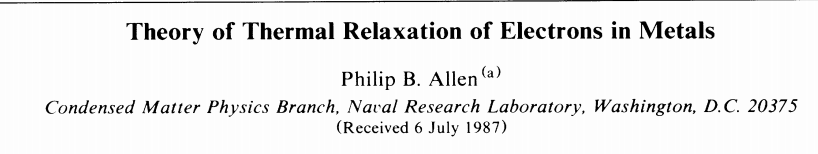 Theory of Thermal Relaxation of Electrons in Metals
Philip B. Allen (a)
Condensed Matter Physics Branch, Naval Research Laboratory, Washington, D.C. 20375
(Received 6 July 1987)